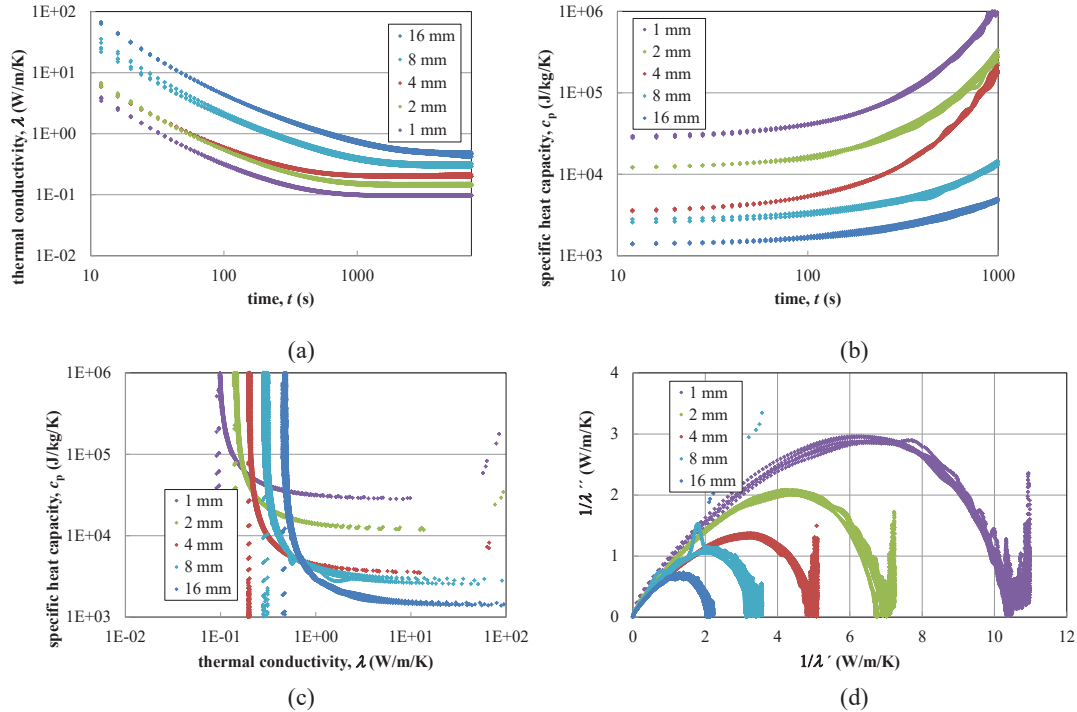 1E+02
1E+01
1E+00
1E-01
1E-02
thermal conductivity, λ (W/m/K)
16 mm
8 mm
4 mm
2 mm
1 mm
10 100 1000
time, t (s)
(a)
1E+06
1E+05
1E+04
1E+03
specific heat capacity, cp (J/kg/K)
1 mm
2 mm
4 mm
8 mm
16 mm
10 100 1000
time, t (s)
(b)
1E+06
1E+05
1E+04
1E+03
specific heat capacity, cp (J/kg/K)
1 mm
2 mm
4 mm
8 mm
16 mm
1E-02 1E-01 1E+00 1E+01 1E+02
thermal conductivity, λ (W/m/K)
(c)
4
3
2
1
0
1/λ´´ (W/m/K)
1 mm
2 mm
4 mm
8 mm
16 mm
0 2 4 6 8 10 12
1/λ´ (W/m/K)
(d)